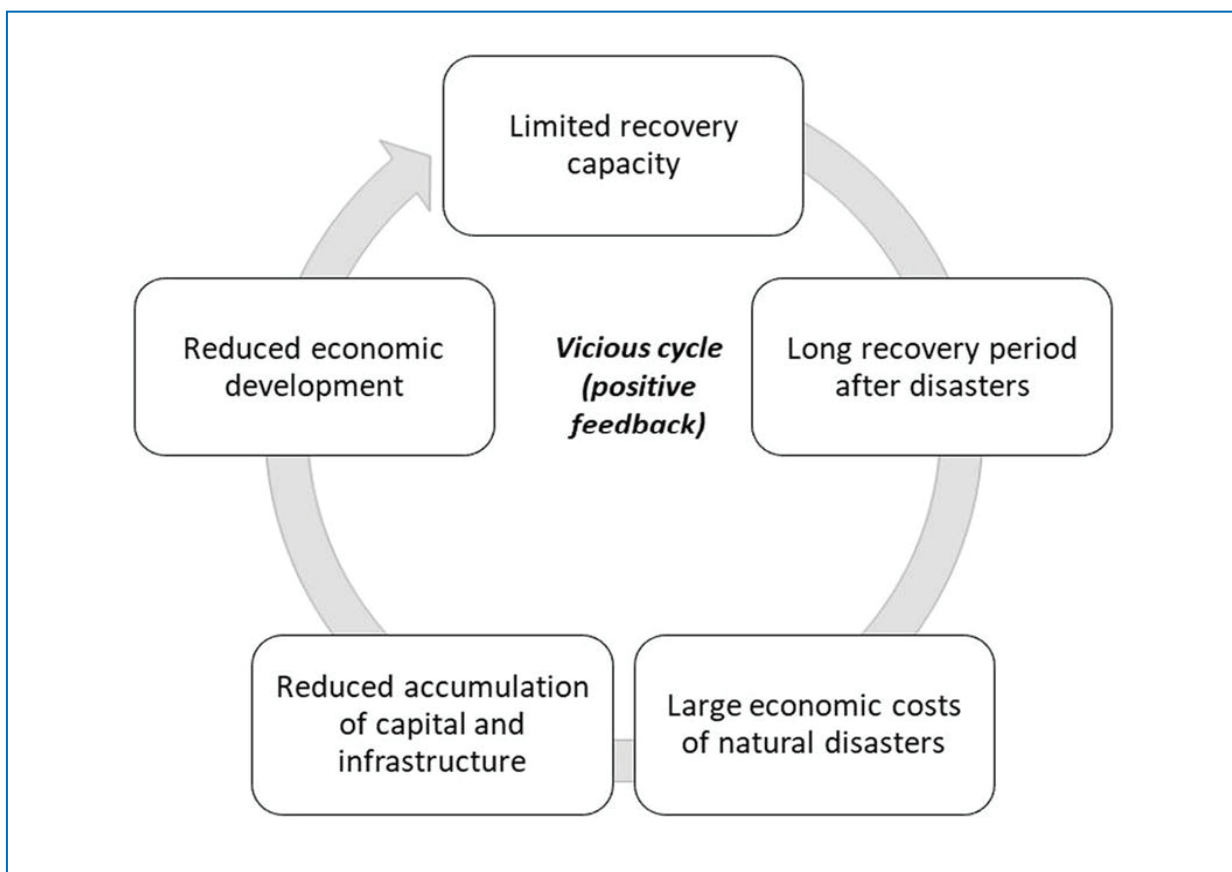 Limited recovery
capacity
Long recovery period
after disasters
Large economic costs
of natural disasters
Reduced accumulation
of capital and
infrastructure
Reduced economic
development
Vicious cycle
(positive
feedback)